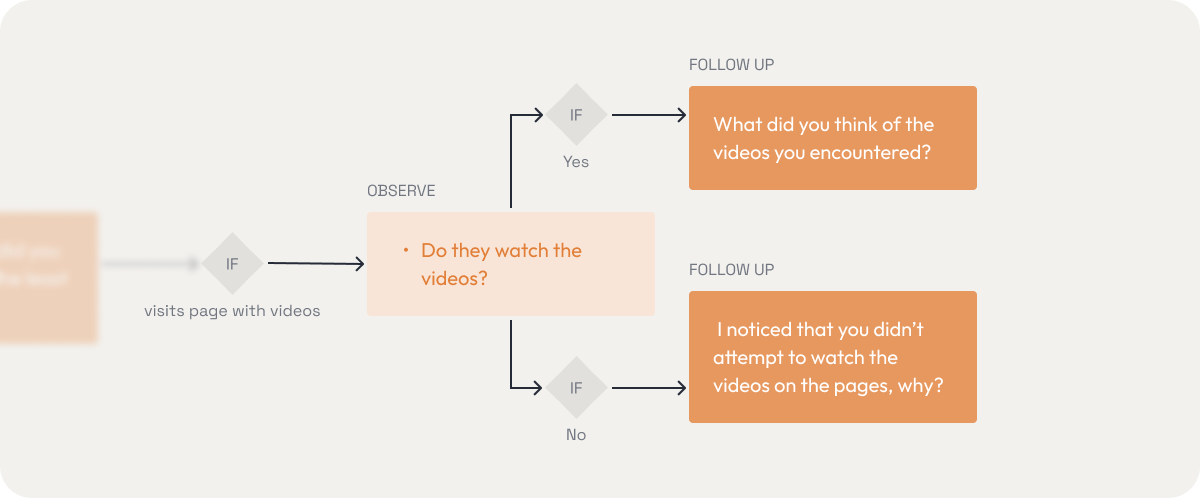 IF
visits page with videos
OBSERVE
• Do they watch the
videos?
IF
Yes
FOLLOW UP
What did you think of the
videos you encountered?
IF
No
FOLLOW UP
I noticed that you didn’t
attempt to watch the
videos on the pages, why?